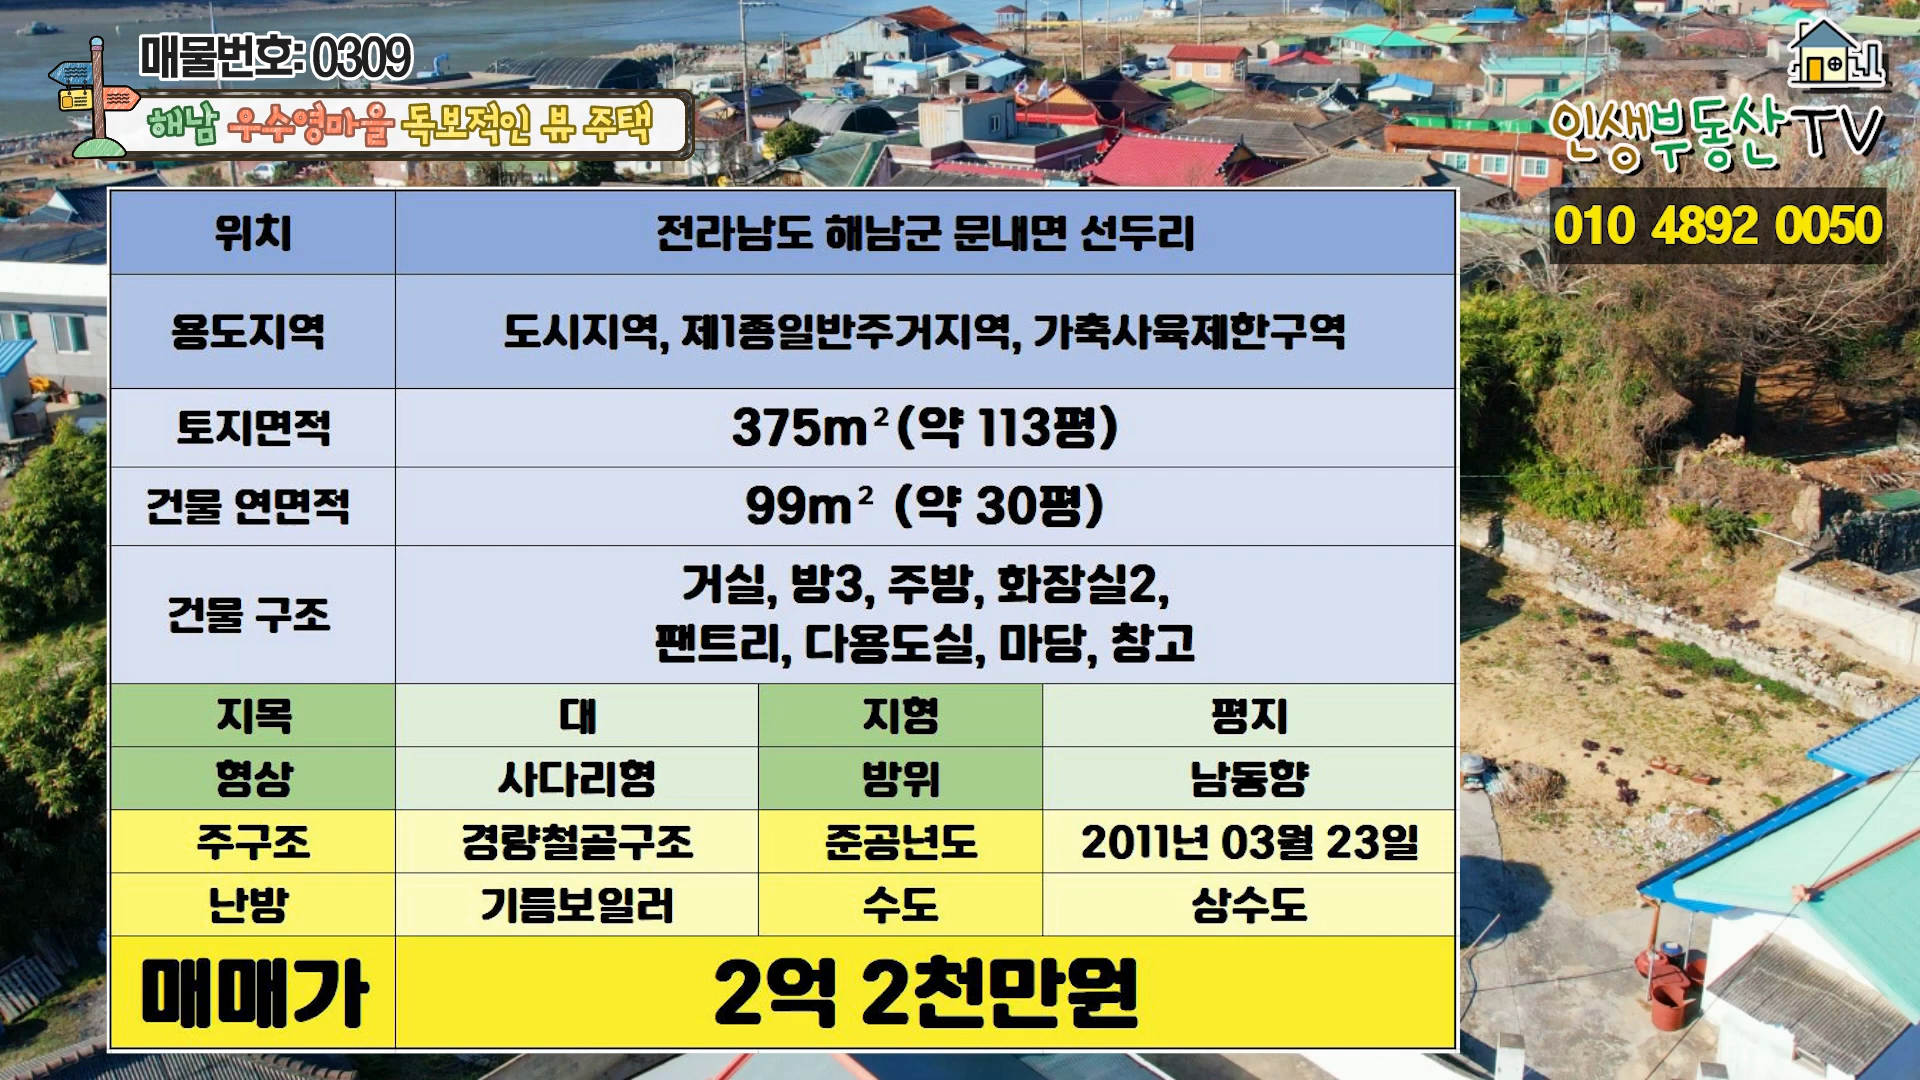 매물번호: 0309
해남 우수영마을 독보적인 뷰 주택
인생부동산TV
010 4892 0050
위치 전라남도 해남군 문내면 선두리
용도지역 도시지역, 제1종일반주거지역, 가축사육제한구역
토지면적 375m²(약 113평)
건물 연면적 99m² (약 30평)
건물 구조 거실, 방3, 주방, 화장실2,
팬트리, 다용도실, 마당, 창고
지목 대 지형 평지
형상 사다리형 방위 남동향
주구조 경량철골구조 준공년도 2011년 03월 23일
난방 기름보일러 수도 상수도
매매가 2억 2천만원